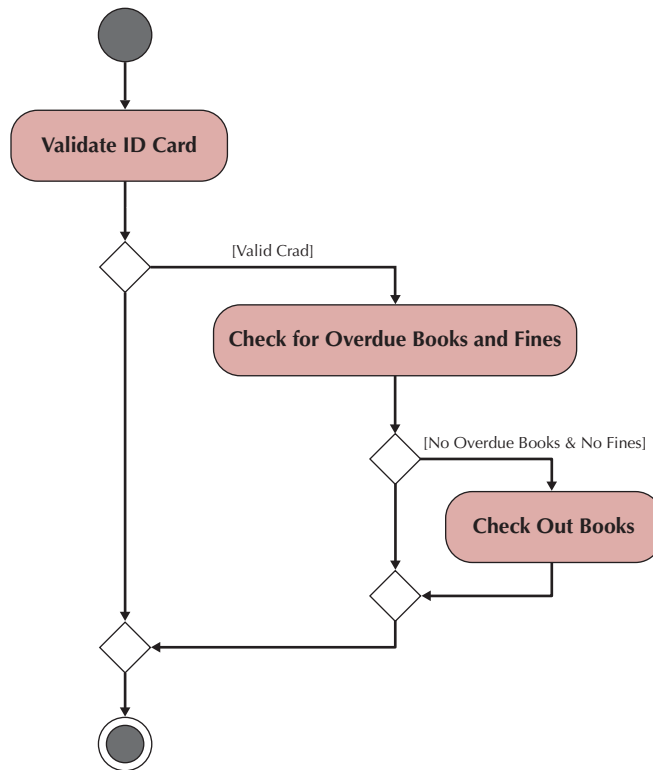 Validate ID Card
[Valid Crad]
Check for Overdue Books and Fines
[No Overdue Books & No Fines]
Check Out Books